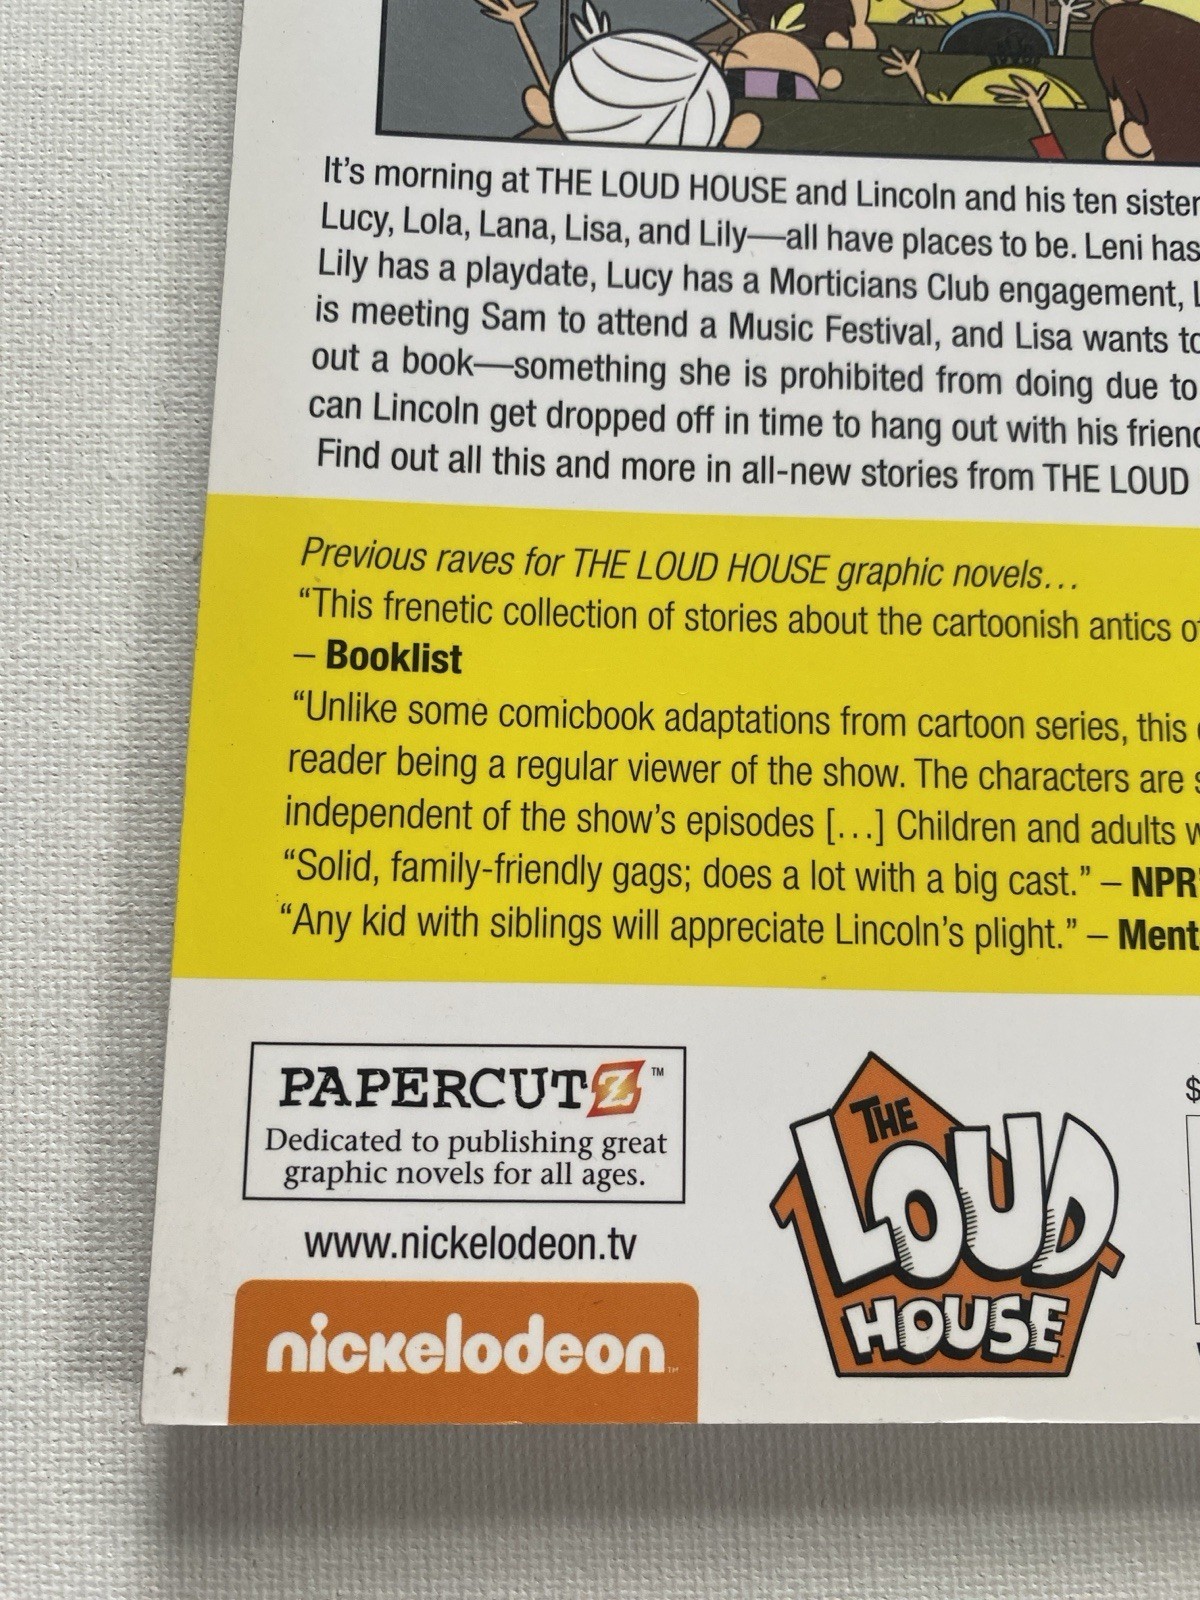 It's morning at THE LOUD HOUSE and Lincoln and his ten sister
Lucy, Lola, Lana, Lisa, and Lily—all have places to be. Leni has
Lily has a playdate, Lucy has a Morticians Club engagement, L
is meeting Sam to attend a Music Festival, and Lisa wants to
out a book—something she is prohibited from doing due to
can Lincoln get dropped off in time to hang out with his friend
Find out all this and more in all-new stories from THE LOUD
Previous raves for THE LOUD HOUSE graphic novels…
“This frenetic collection of stories about the cartoonish antics of
– Booklist
“Unlike some comicbook adaptations from cartoon series, this
reader being a regular viewer of the show. The characters are s
independent of the show's episodes […] Children and adults w
“Solid, family-friendly gags; does a lot with a big cast.” – NPR'
“Any kid with siblings will appreciate Lincoln's plight.” – Ment
PAPERCUTZ™
Dedicated to publishing great
graphic novels for all ages.
www.nickelodeon.tv
nickelodeon™
THE
LOUD
HOUSE
$